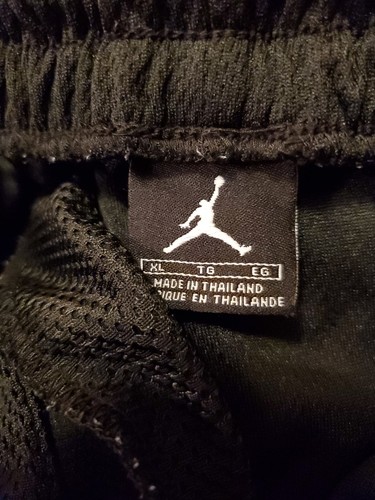 XL TG EG
MADE IN THAILAND
EN THAILANDE